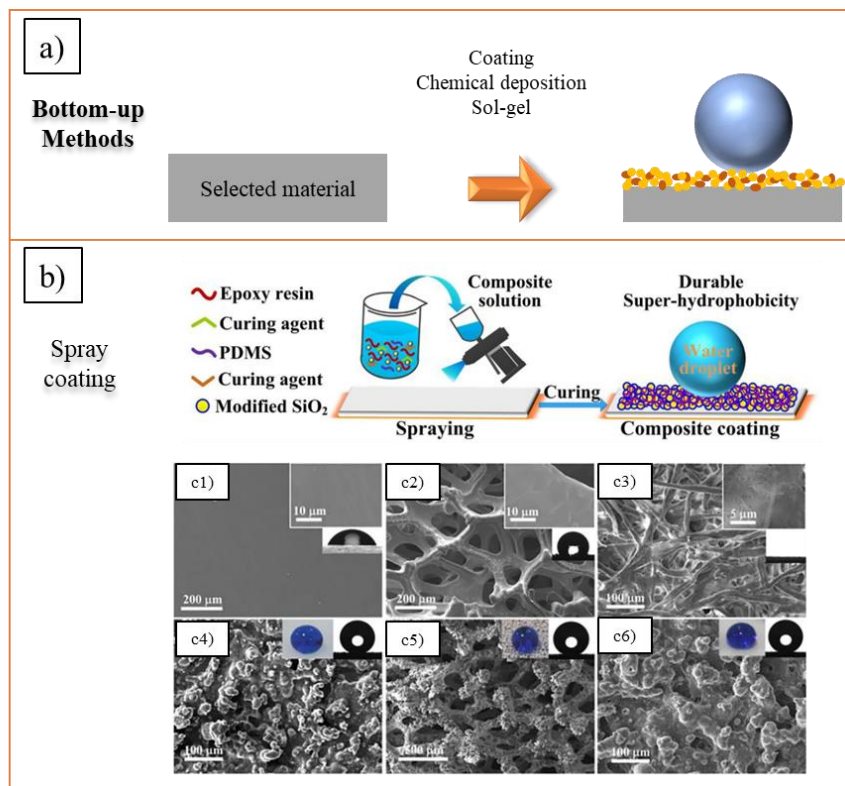 a)
Bottom-up
Methods
Coating
Chemical deposition
Sol-gel
Selected material
b)
Spray
coating
Epoxy resin
Curing agent
PDMS
Curing agent
Modified SiO₂
Composite
solution
Spraying
Curing
Durable
Super-hydrophobicity
Water
droplet
Composite coating
c1)
10 μm
200 μm
c2)
10 μm
200 μm
c3)
5 μm
100 μm
c4)
100 μm
c5)
500 μm
c6)
100 μm